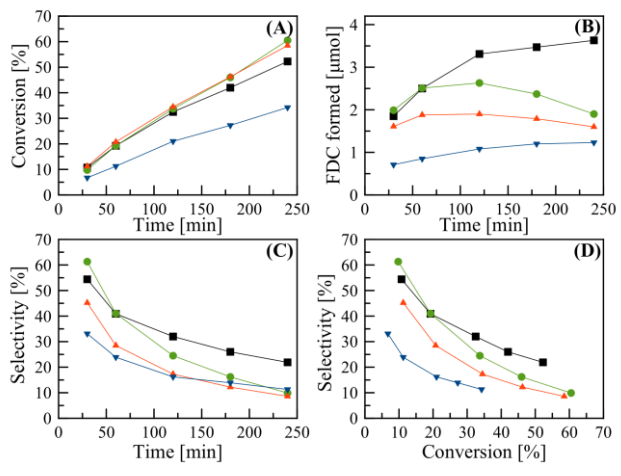 70
60
50
40
30
20
10
0
0 50 100 150 200 250
Conversion [%]
Time [min]
(A)
4
3
2
1
0
0 50 100 150 200 250
FDC formed [μmol]
Time [min]
(B)
70
60
50
40
30
20
10
0
0 50 100 150 200 250
Selectivity [%]
Time [min]
(C)
70
60
50
40
30
20
10
0
10 20 30 40 50 60 70
Selectivity [%]
Conversion [%]
(D)